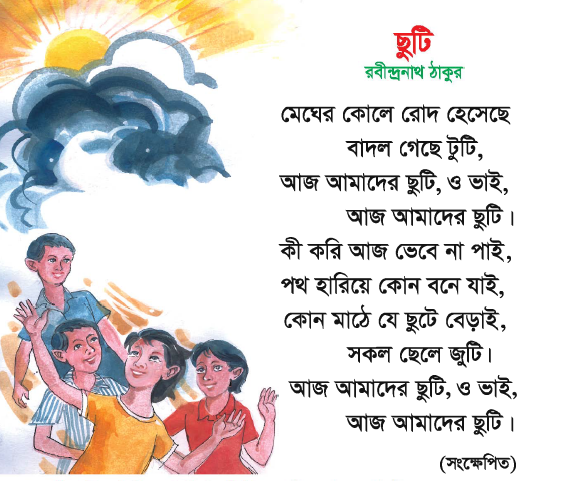 ছুটি
রবীন্দ্রনাথ ঠাকুর
মেঘের কোলে রোদ হেসেছে
বাদল গেছে টুটি,
আজ আমাদের ছুটি, ও ভাই,
আজ আমাদের ছুটি।
কী করি আজ ভেবে না পাই,
পথ হারিয়ে কোন বনে যাই,
কোন মাঠে যে ছুটে বেড়াই,
সকল ছেলে জুটি।
আজ আমাদের ছুটি, ও ভাই,
আজ আমাদের ছুটি।
(সংক্ষেপিত)